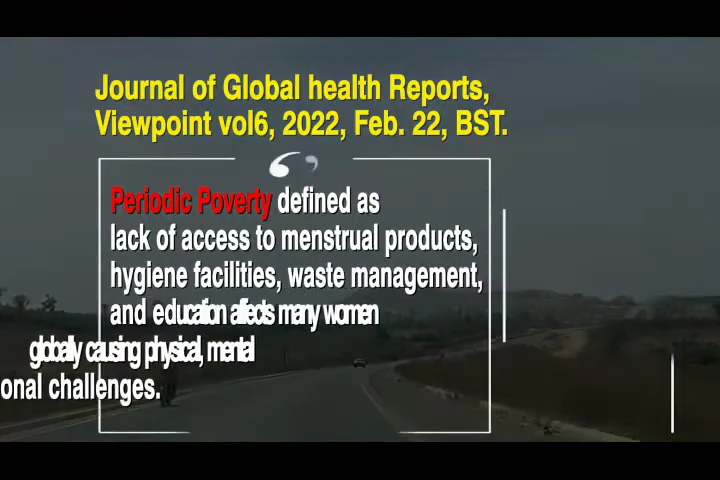 Journal of Global health Reports,
Viewpoint vol6, 2022, Feb. 22, BST.
Periodic Poverty defined as
lack of access to menstrual products,
hygiene facilities, waste management,
and education affects many women
globally causing physical, mental
onal challenges.